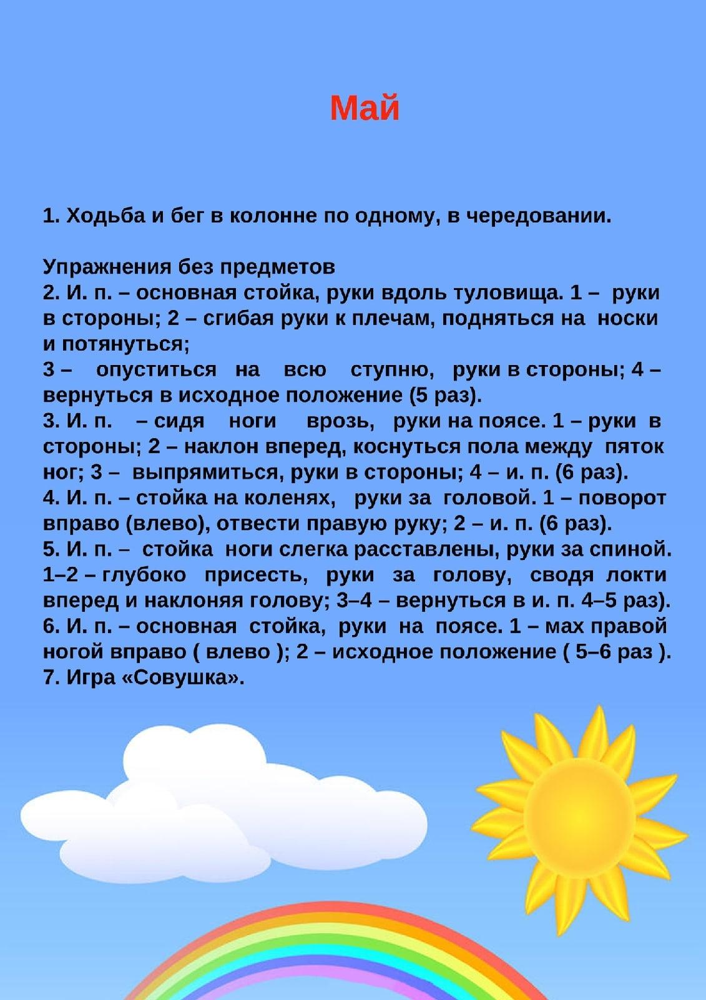 Май
1. Ходьба и бег в колонне по одному, в чередовании.
Упражнения без предметов
2. И. п. – основная стойка, руки вдоль туловища. 1 – руки
в стороны; 2 – сгибая руки к плечам, подняться на носки
и потянуться;
3 – опуститься на всю ступню, руки в стороны; 4 –
вернуться в исходное положение (5 раз).
3. И. п. – сидя ноги врозь, руки на поясе. 1 – руки в
стороны; 2 – наклон вперед, коснуться пола между пяток
ног; 3 – выпрямиться, руки в стороны; 4 – и. п. (6 раз).
4. И. п. – стойка на коленях, руки за головой. 1 – поворот
вправо (влево), отвести правую руку; 2 – и. п. (6 раз).
5. И. п. – стойка ноги слегка расставлены, руки за спиной.
1–2 – глубоко присесть, руки за голову, сводя локти
вперед и наклоняя голову; 3–4 – вернуться в и. п. 4–5 раз).
6. И. п. – основная стойка, руки на поясе. 1 – мах правой
ногой вправо ( влево ); 2 – исходное положение ( 5–6 раз ).
7. Игра «Совушка».